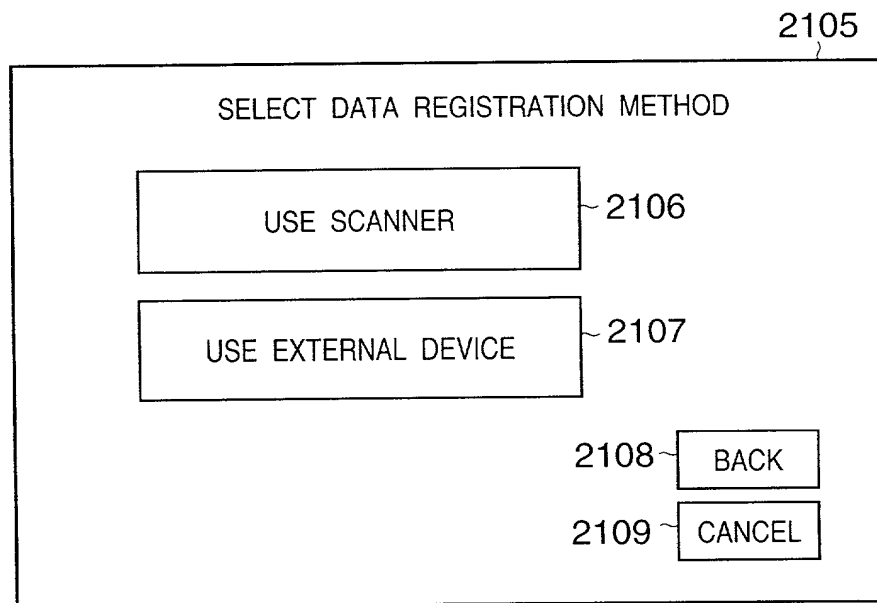 2105
SELECT DATA REGISTRATION METHOD
USE SCANNER
2106
USE EXTERNAL DEVICE
2107
2108
BACK
2109
CANCEL